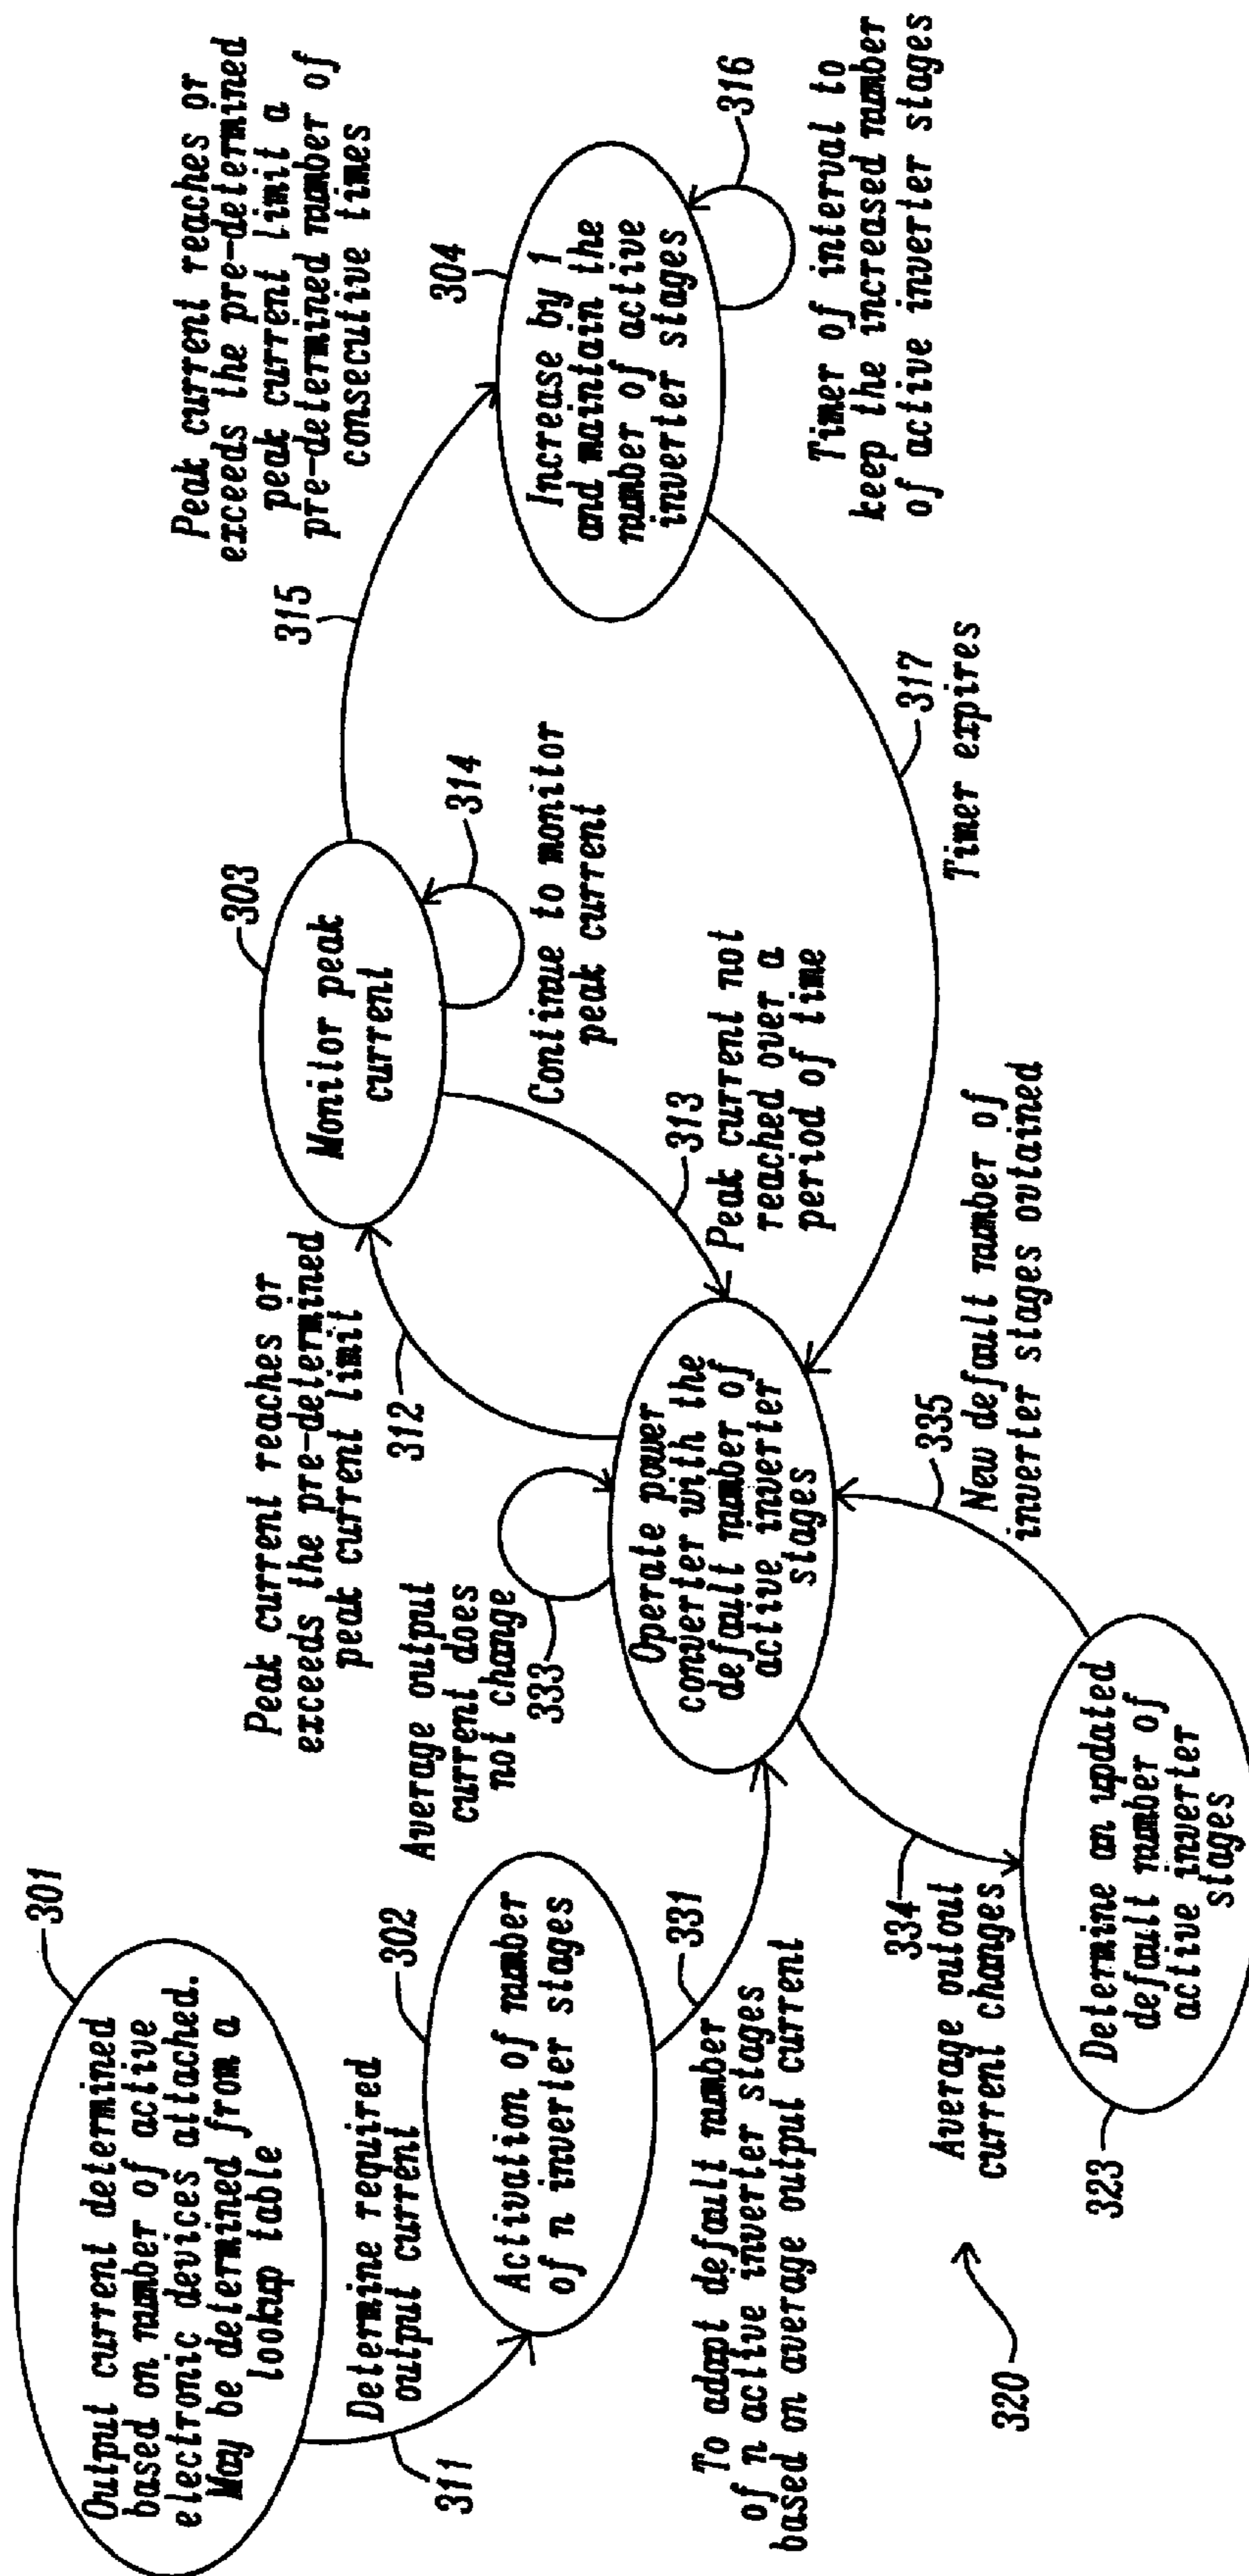 301
Output current determined
based on number of active
electronic devices attached.
May be determined from a
lookup table
311
Determine required
output current
302
Activation of number
of n inverter stages
331
To adapt default number
of n active inverter stages
based on average output current
Average output
current does
not change
333
Operate power
converter with the
default number of
active inverter
stages
334
Average outout
current changes
323
Determine an updated
default number of
active inverter
stages
320
335
New default number of
inverter stages ovtained
Peak current reaches or
exceeds the pre-determined
peak current limit
312
303
Monitor peak
current
314
Continue to monitor
peak current
313
Peak current not
reached over a
period of time
315
Peak current reaches or
exceeds the pre-determined
peak current limit a
pre-determined number of
consecutive times
304
Increase by 1
and maintain the
number of active
inverter stages
316
Timer of interval to
keep the increased number
of active inverter stages
317
Timer expires